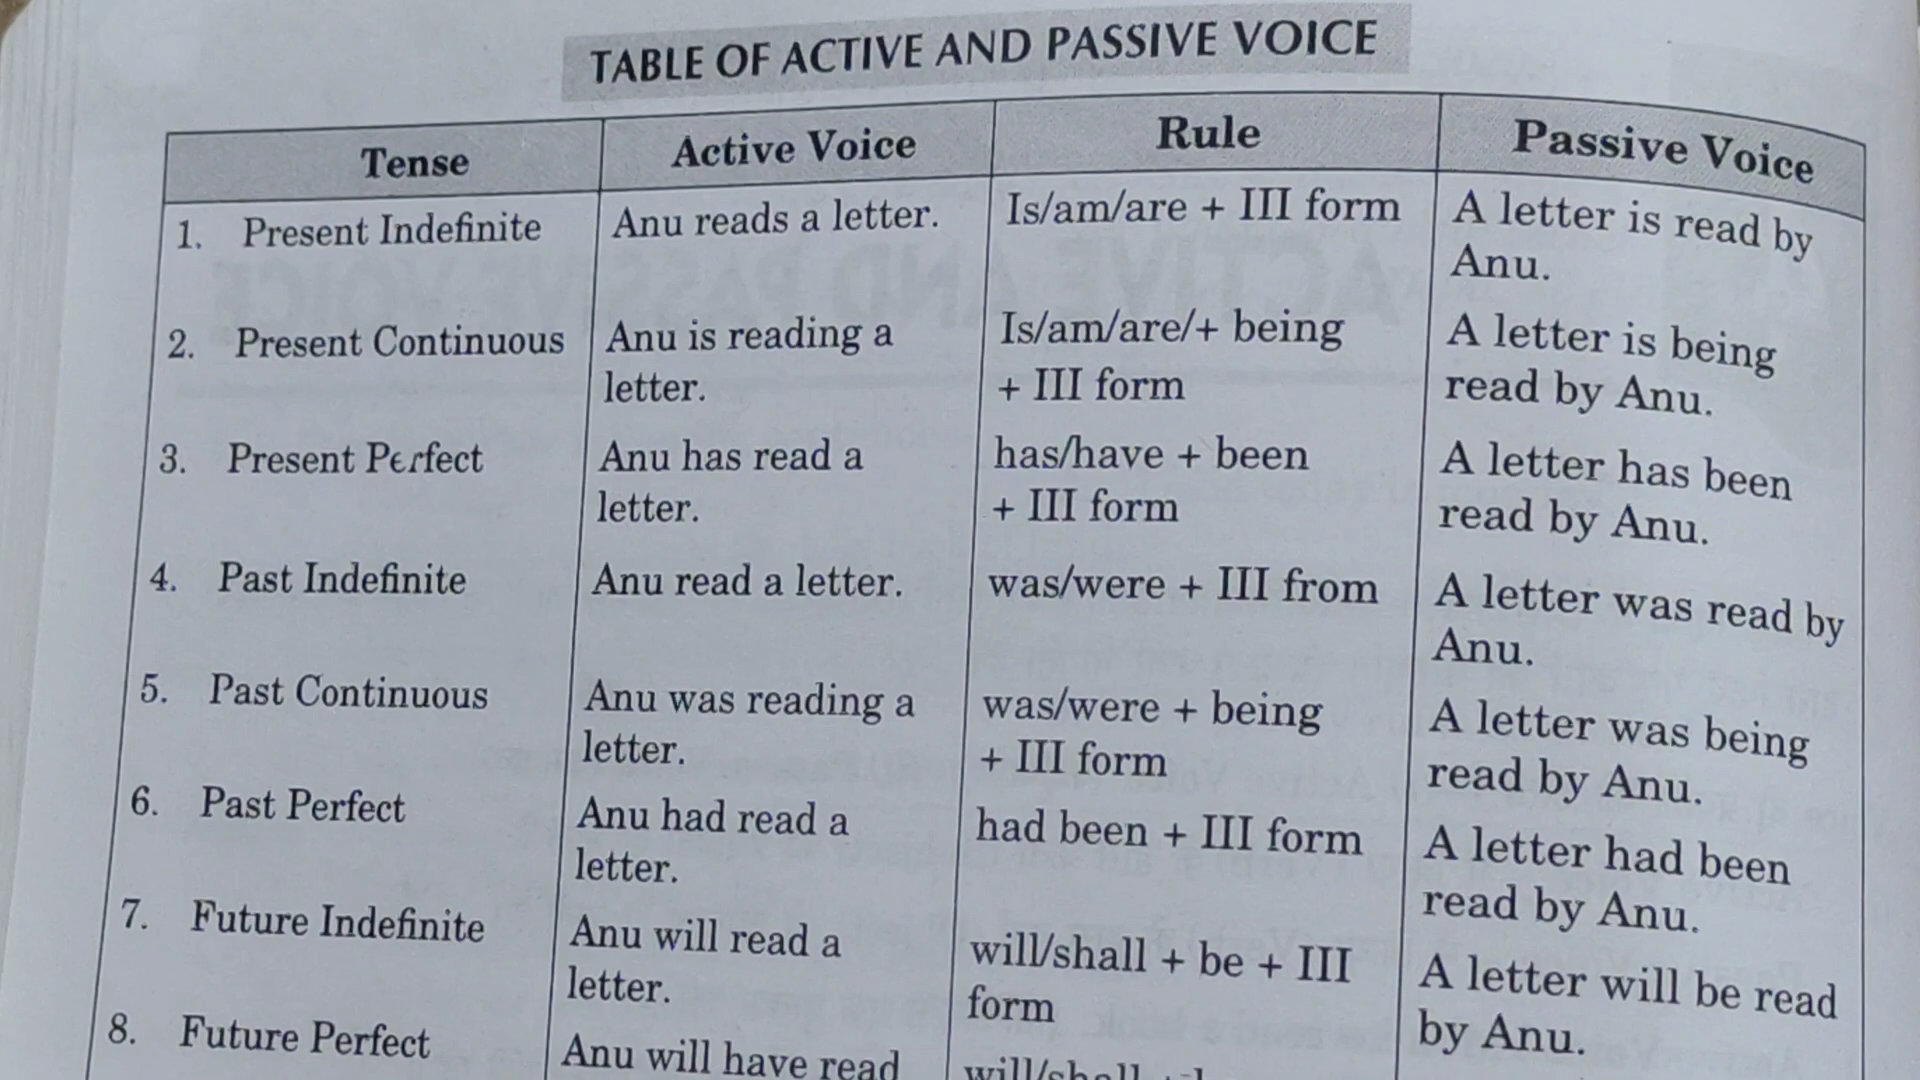 TABLE OF ACTIVE AND PASSIVE VOICE
Tense Active Voice Rule Passive Voice
1. Present Indefinite Anu reads a letter. Is/am/are + III form A letter is read by
Anu.
2. Present Continuous Anu is reading a Is/am/are/+ being A letter is being
letter. + III form read by Anu.
3. Present Perfect Anu has read a has/have + been A letter has been
letter. + III form read by Anu.
4. Past Indefinite Anu read a letter. was/were + III from A letter was read by
Anu.
5. Past Continuous Anu was reading a was/were + being A letter was being
letter. + III form read by Anu.
6. Past Perfect Anu had read a had been + III form A letter had been
letter. read by Anu.
7. Future Indefinite Anu will read a will/shall + be + III A letter will be read
letter. form by Anu.
8. Future Perfect Anu will have read will/shall